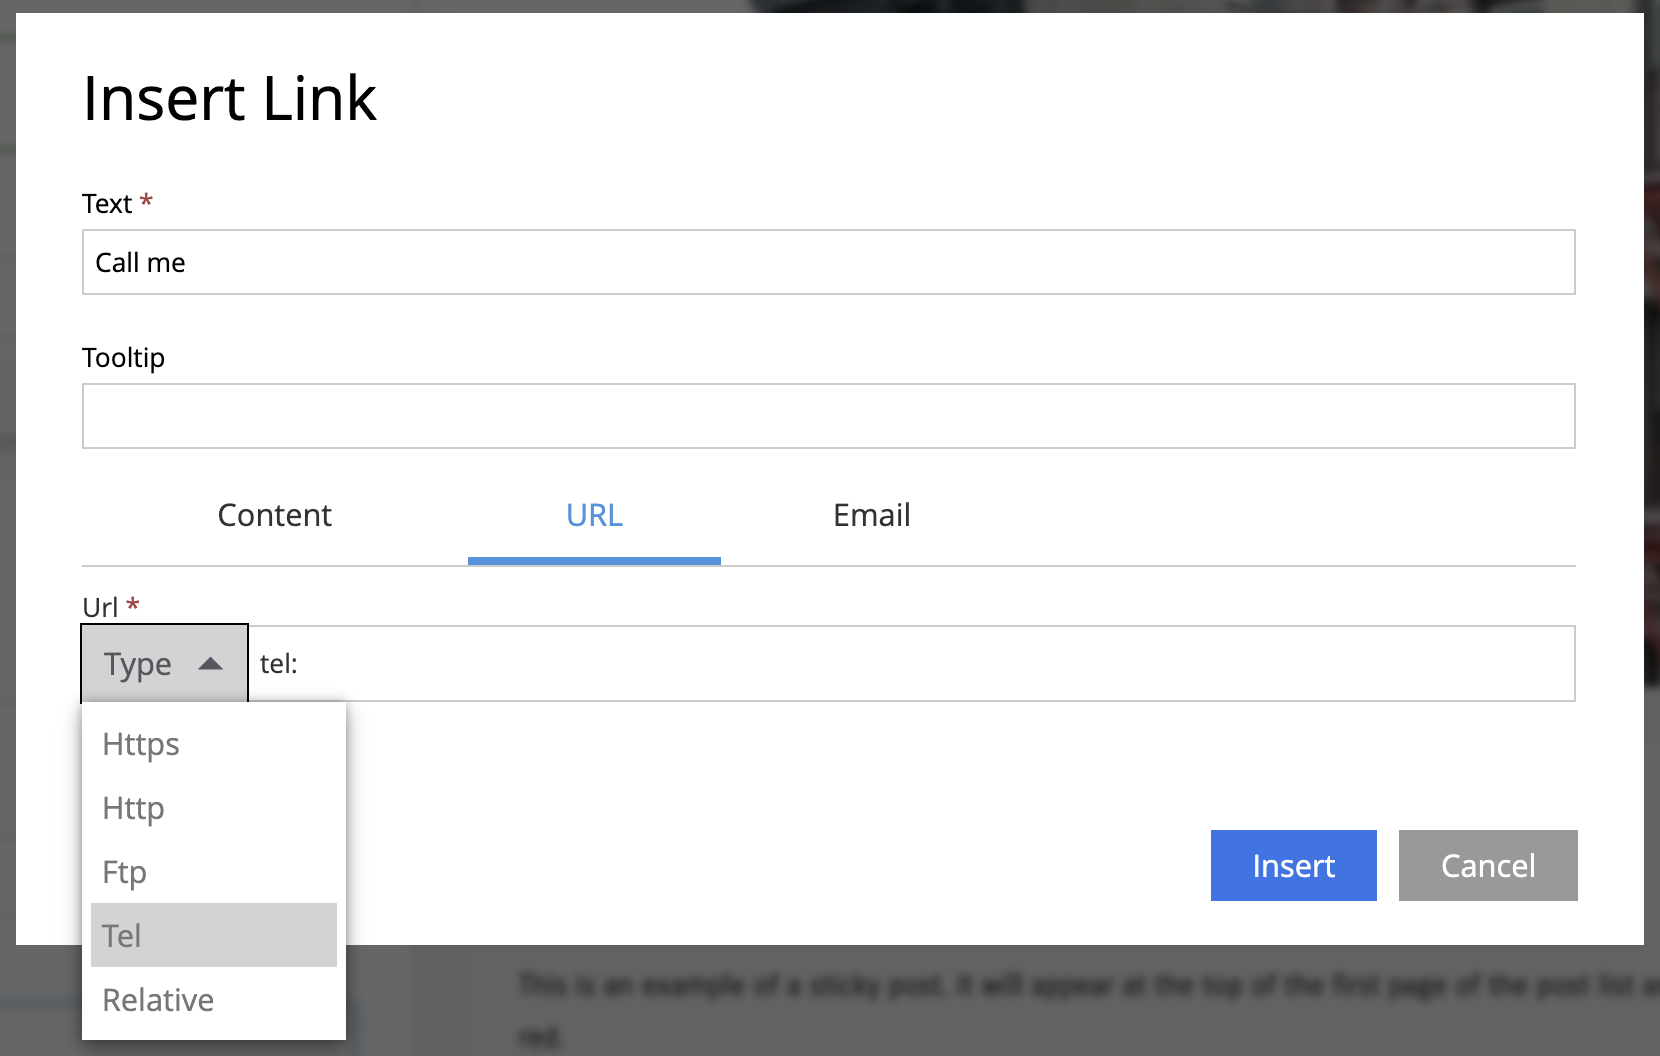 Insert Link
Text *
Call me
Tooltip
Content URL Email
Url *
Type tel:
Https
Http
Ftp
Insert Cancel
Tel
This is an example of a sticky post. It will appear at the top of the first page of the post list
Relative
red.